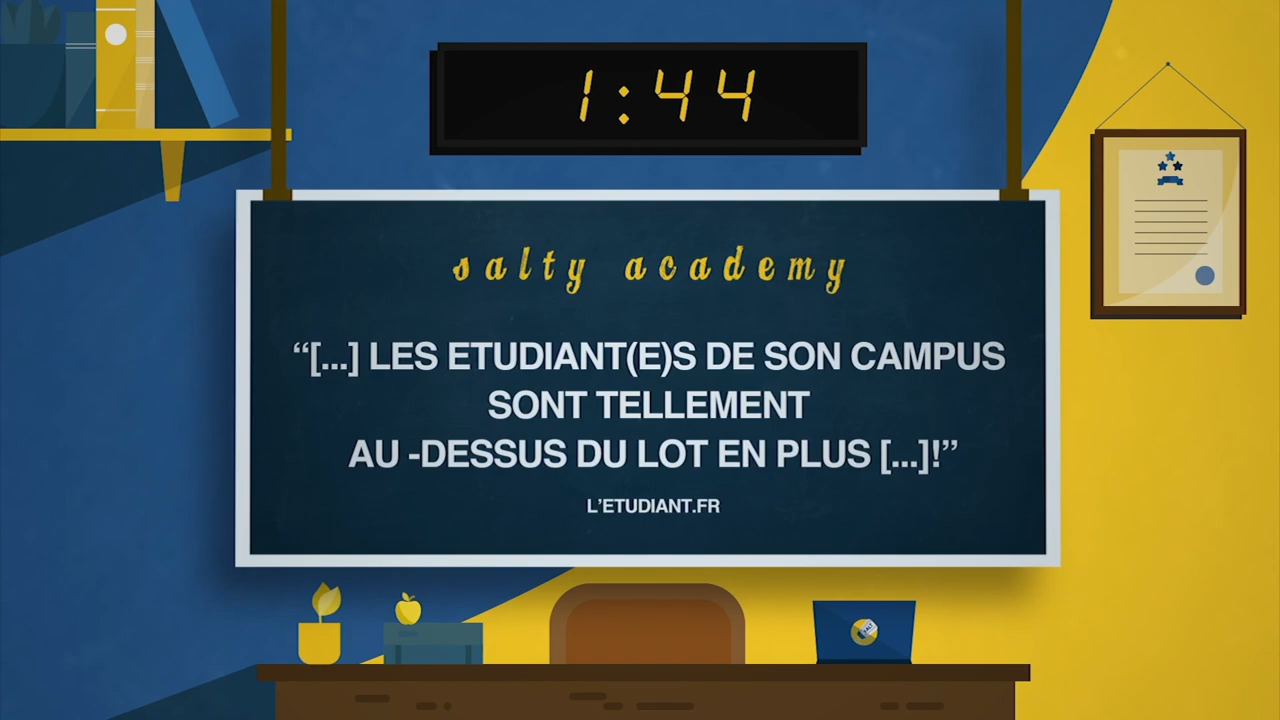 1:44
salty academy
“[...] LES ETUDIANT(E)S DE SON CAMPUS
SONT TELLEMENT
AU -DESSUS DU LOT EN PLUS [...]!”
L’ETUDIANT.FR